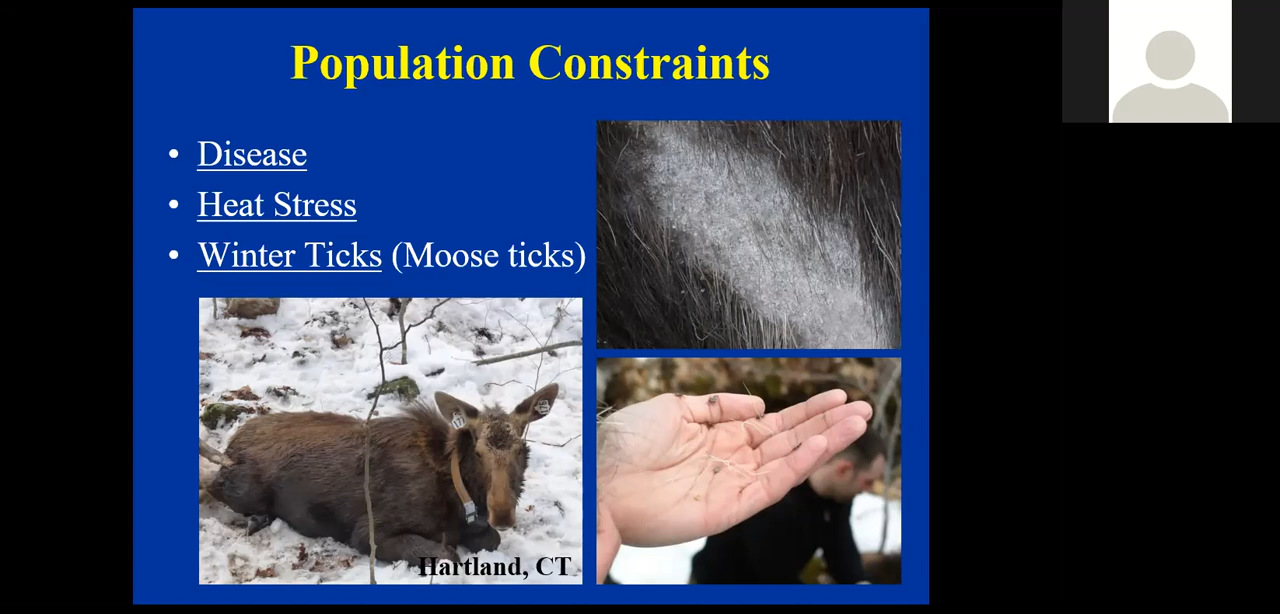 Population Constraints
• Disease
• Heat Stress
• Winter Ticks (Moose ticks)
Hartland, CT